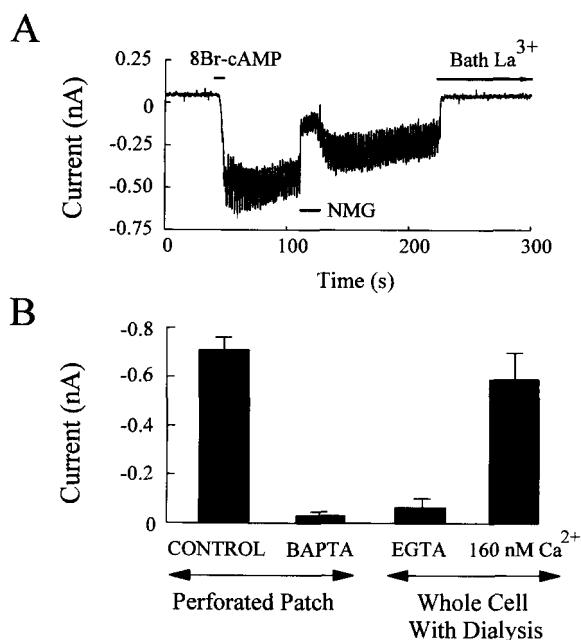 A
8Br-cAMP
Bath La3+
0.25
0
-0.25
-0.50
-0.75
Current (nA)
NMG
0 100 200 300
Time (s)
B
-0.8
-0.6
-0.4
-0.2
0
Current (nA)
CONTROL BAPTA EGTA 160 nM Ca2+
Perforated Patch
Whole Cell
With Dialysis